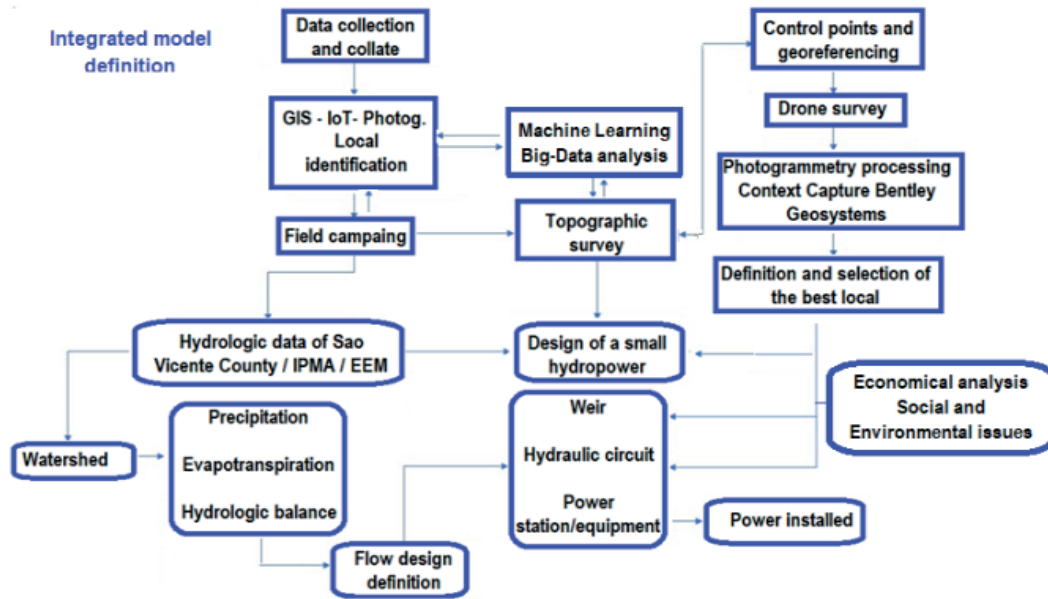 Integrated model
definition
Data collection
and collate
GIS - IoT- Photog.
Local
identification
Machine Learning
Big-Data analysis
Control points and
georeferencing
Drone survey
Photogrammetry processing
Context Capture Bentley
Geosystems
Field campaing
Topographic
survey
Definition and selection of
the best local
Hydrologic data of Sao
Vicente County / IPMA / EEM
Design of a small
hydropower
Economical analysis
Social and
Environmental issues
Watershed
Precipitation
Evapotranspiration
Hydrologic balance
Weir
Hydraulic circuit
Power
station/equipment
Power installed
Flow design
definition